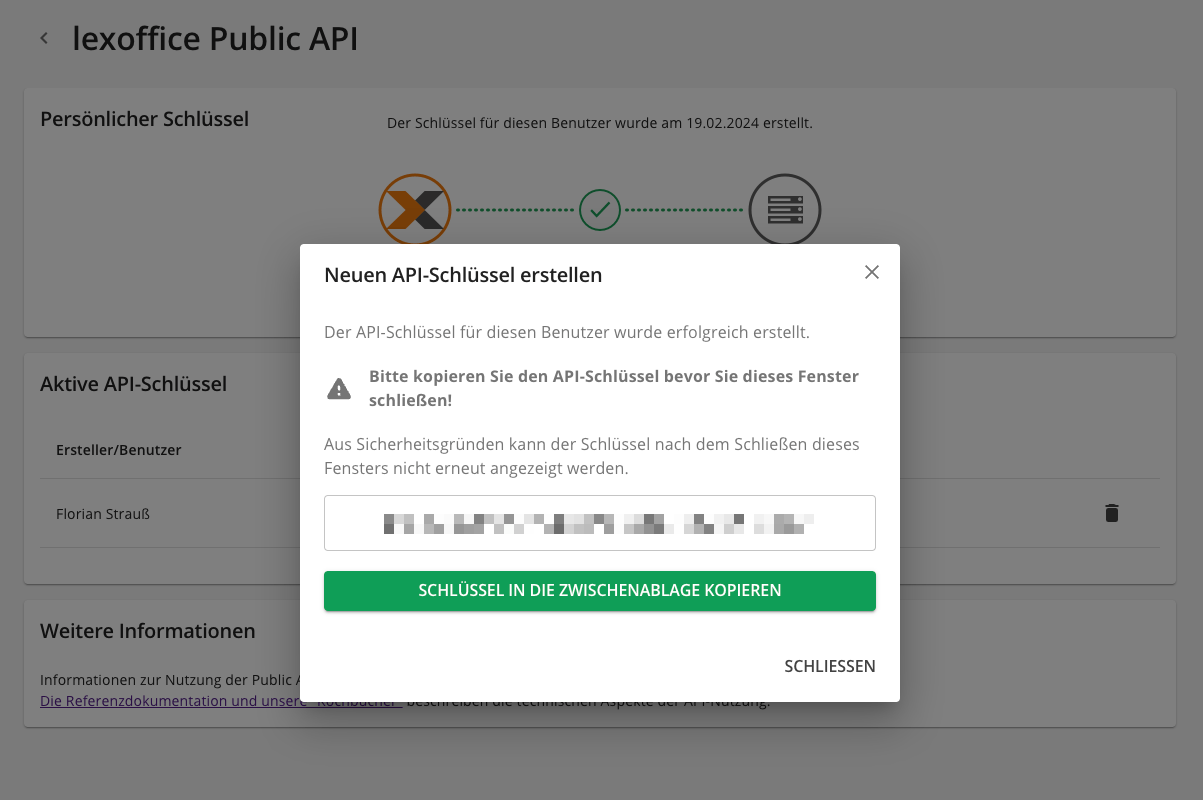 lexoffice Public API
Persönlicher Schlüssel
Der Schlüssel für diesen Benutzer wurde am 19.02.2024 erstellt.
Neuen API-Schlüssel erstellen
Der API-Schlüssel für diesen Benutzer wurde erfolgreich erstellt.
Bitte kopieren Sie den API-Schlüssel bevor Sie dieses Fenster
schließen!
Aus Sicherheitsgründen kann der Schlüssel nach dem Schließen dieses
Fensters nicht erneut angezeigt werden.
SCHLÜSSEL IN DIE ZWISCHENABLAGE KOPIEREN
SCHLIESSEN
Aktive API-Schlüssel
Ersteller/Benutzer
Florian Strauß
Weitere Informationen
Informationen zur Nutzung der Public
Die Referenzdokumentation und unsere "Kochbücher" beschreiben die technischen Aspekte der API-Nutzung.